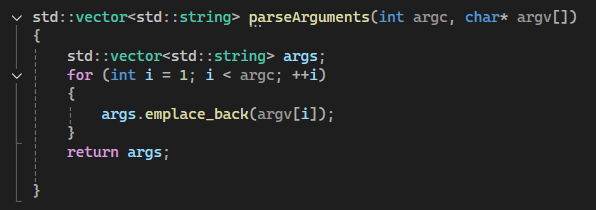 std::vector<std::string> parseArguments(int argc, char* argv[])
{
    std::vector<std::string> args;
    for (int i = 1; i < argc; ++i)
    {
        args.emplace_back(argv[i]);
    }
    return args;
}